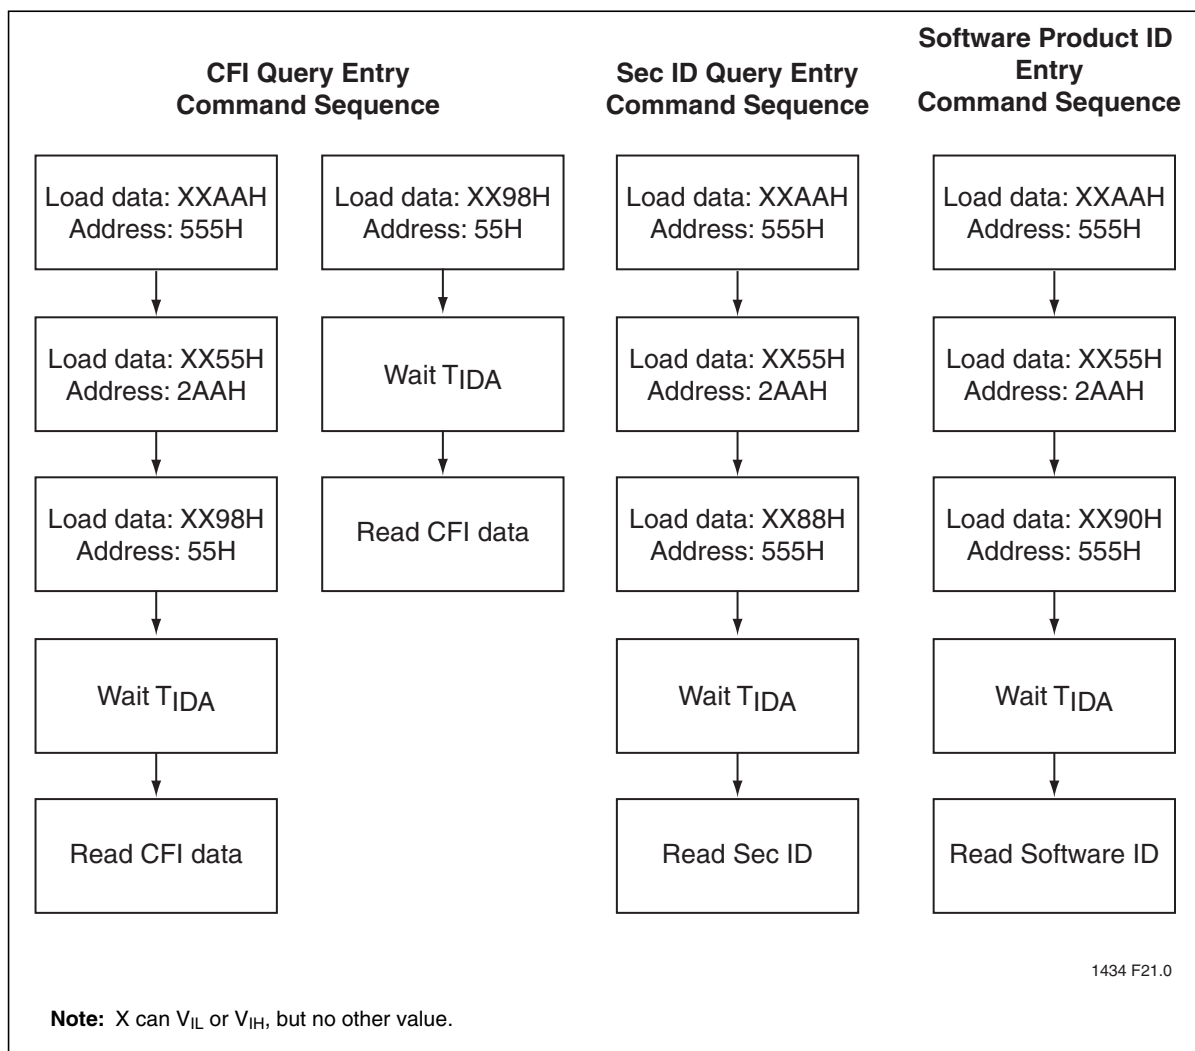 CFI Query Entry
Command Sequence
Load data: XXAAH
Address: 555H
Load data: XX55H
Address: 2AAH
Load data: XX98H
Address: 55H
Wait TIDA
Read CFI data
Load data: XX98H
Address: 55H
Wait TIDA
Read CFI data
Sec ID Query Entry
Command Sequence
Load data: XXAAH
Address: 555H
Load data: XX55H
Address: 2AAH
Load data: XX88H
Address: 555H
Wait TIDA
Read Sec ID
Software Product ID
Entry
Command Sequence
Load data: XXAAH
Address: 555H
Load data: XX55H
Address: 2AAH
Load data: XX90H
Address: 555H
Wait TIDA
Read Software ID
1434 F21.0
Note: X can VIL or VIH, but no other value.